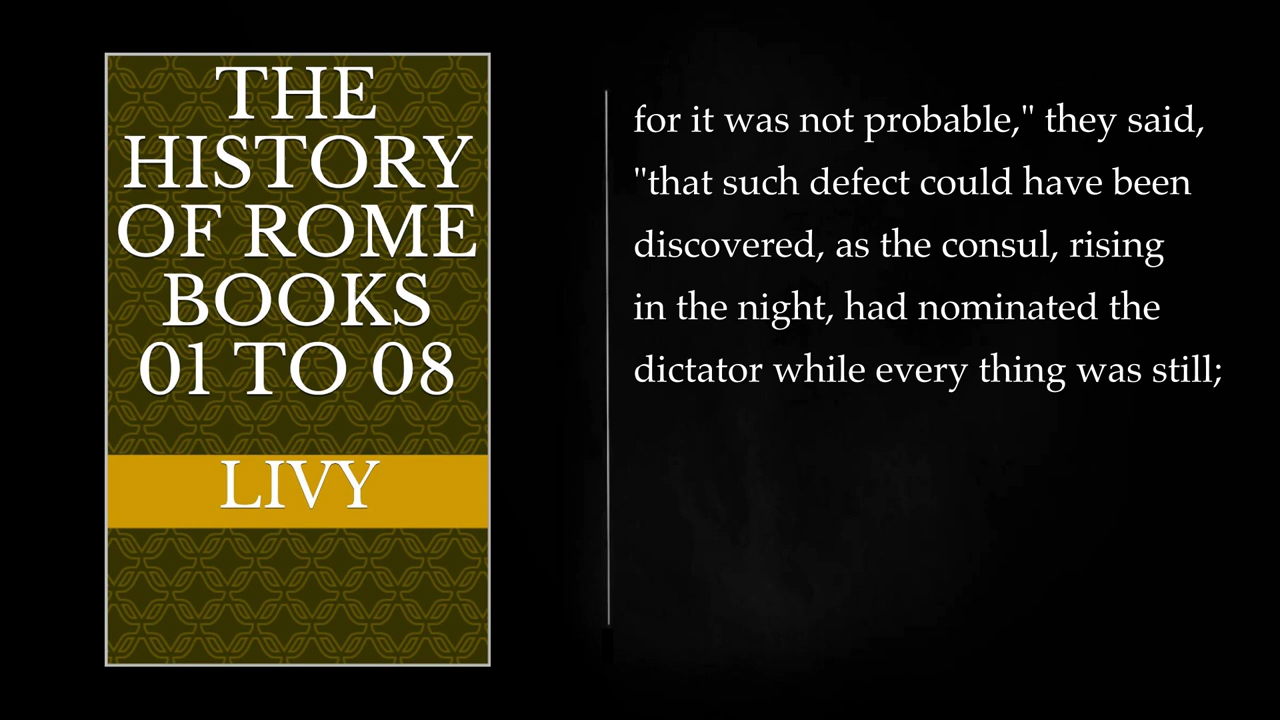 THE
HISTORY
OF ROME
BOOKS
01 TO 08
LIVY
for it was not probable," they said,
"that such defect could have been
discovered, as the consul, rising
in the night, had nominated the
dictator while every thing was still;